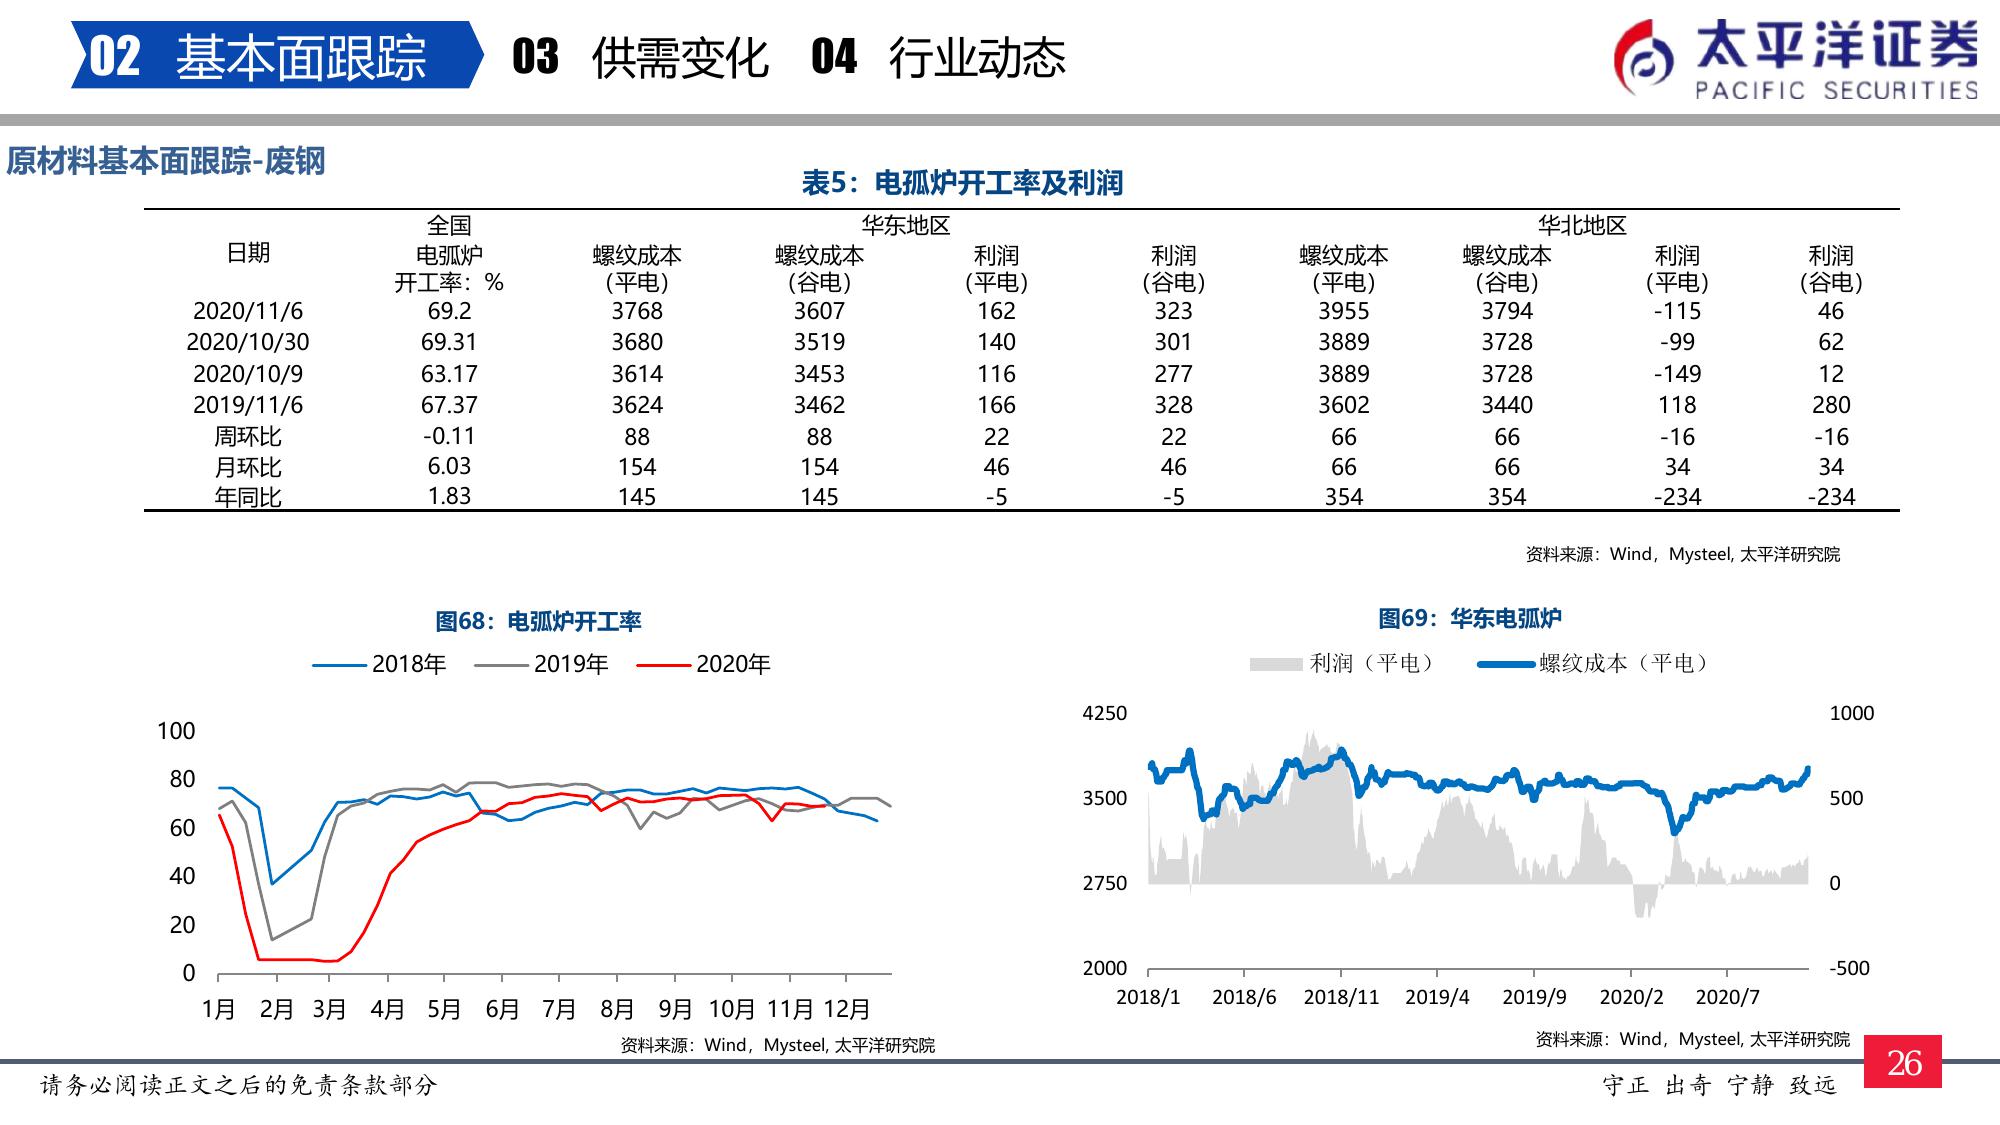 02 基本面跟踪 03 供需变化 04 行业动态
太平洋证券
PACIFIC SECURITIES
原材料基本面跟踪-废钢
表5：电孤炉开工率及利润
全国 华东地区 华北地区
日期 电弧炉 螺纹成本 螺纹成本 利润 利润 螺纹成本 螺纹成本 利润 利润
开工率：% （平电） （谷电） （平电） （谷电） （平电） （谷电） （平电） （谷电）
2020/11/6 69.2 3768 3607 162 323 3955 3794 -115 46
2020/10/30 69.31 3680 3519 140 301 3889 3728 -99 62
2020/10/9 63.17 3614 3453 116 277 3889 3728 -149 12
2019/11/6 67.37 3624 3462 166 328 3602 3440 118 280
周环比 -0.11 88 88 22 22 66 66 -16 -16
月环比 6.03 154 154 46 46 66 66 34 34
年同比 1.83 145 145 -5 -5 354 354 -234 -234
资料来源：Wind，Mysteel, 太平洋研究院
图68：电弧炉开工率
2018年 2019年 2020年
100
80
60
40
20
0
1月 2月 3月 4月 5月 6月 7月 8月 9月 10月 11月 12月
资料来源：Wind，Mysteel, 太平洋研究院
图69：华东电弧炉
利润（平电） 螺纹成本（平电）
4250 1000
3500 500
2750 0
2000 -500
2018/1 2018/6 2018/11 2019/4 2019/9 2020/2 2020/7
资料来源：Wind，Mysteel, 太平洋研究院
26
请务必阅读正文之后的免责条款部分
守正 出奇 宁静 致远